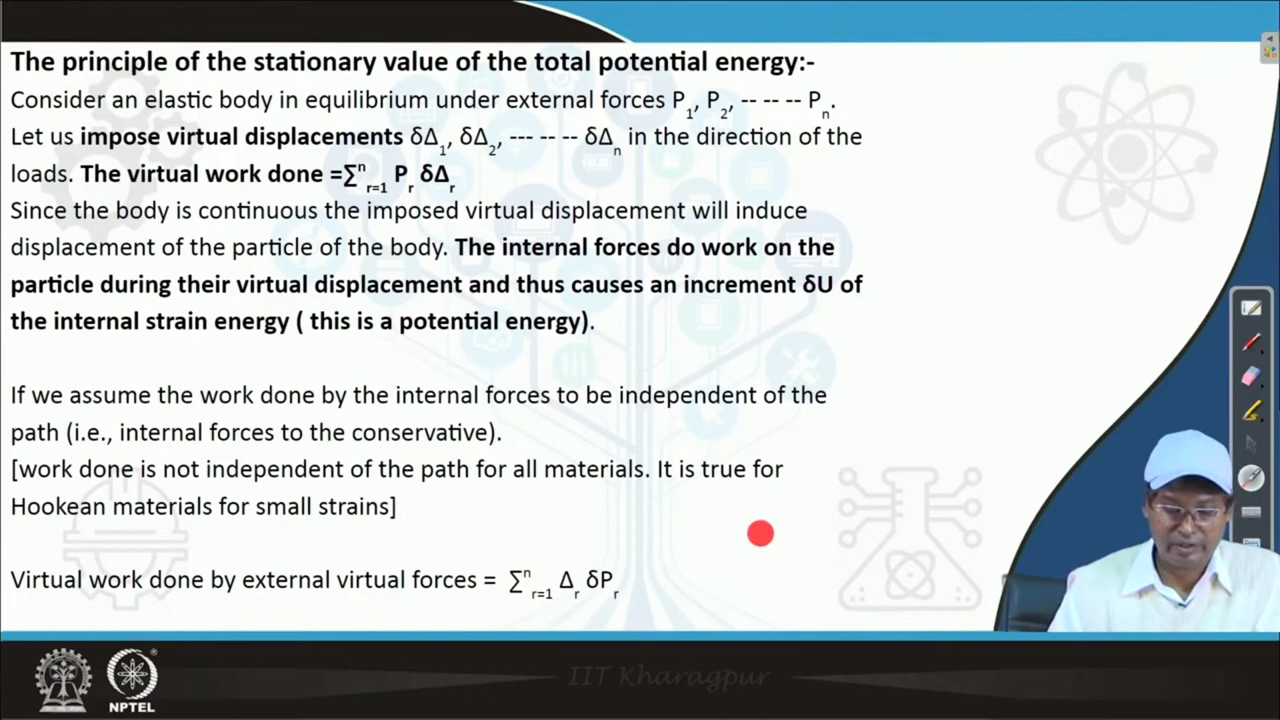 The principle of the stationary value of the total potential energy:-
Consider an elastic body in equilibrium under external forces P₁, P₂, -- -- -- Pₙ.
Let us impose virtual displacements δΔ₁, δΔ₂, --- -- -- δΔₙ in the direction of the
loads. The virtual work done =∑ⁿᵣ₌₁ Pᵣ δΔᵣ
Since the body is continuous the imposed virtual displacement will induce
displacement of the particle of the body. The internal forces do work on the
particle during their virtual displacement and thus causes an increment δU of
the internal strain energy ( this is a potential energy).
If we assume the work done by the internal forces to be independent of the
path (i.e., internal forces to the conservative).
[work done is not independent of the path for all materials. It is true for
Hookean materials for small strains]
Virtual work done by external virtual forces = ∑ⁿᵣ₌₁ Δᵣ δPᵣ
IIT Kharagpur
NPTEL